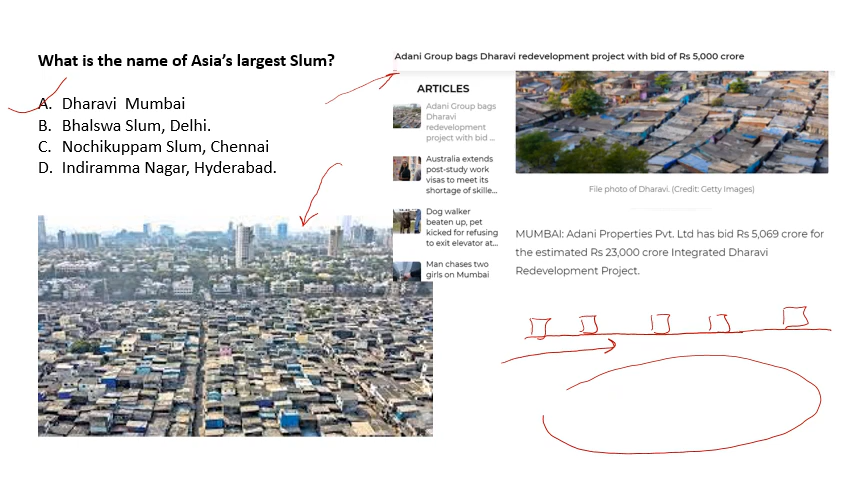 What is the name of Asia's largest Slum?
A. Dharavi Mumbai
B. Bhalswa Slum, Delhi.
C. Nochikuppam Slum, Chennai
D. Indiramma Nagar, Hyderabad.
Adani Group bags Dharavi redevelopment project with bid of Rs 5,000 crore
ARTICLES
Adani Group bags
Dharavi
redevelopment
project with bid ...
Australia extends
post-study work
visas to meet its
shortage of skille...
Dog walker
beaten up, pet
kicked for refusing
to exit elevator at...
Man chases two
girls on Mumbai
File photo of Dharavi. (Credit: Getty Images)
MUMBAI: Adani Properties Pvt. Ltd has bid Rs 5,069 crore for
the estimated Rs 23,000 crore Integrated Dharavi
Redevelopment Project.